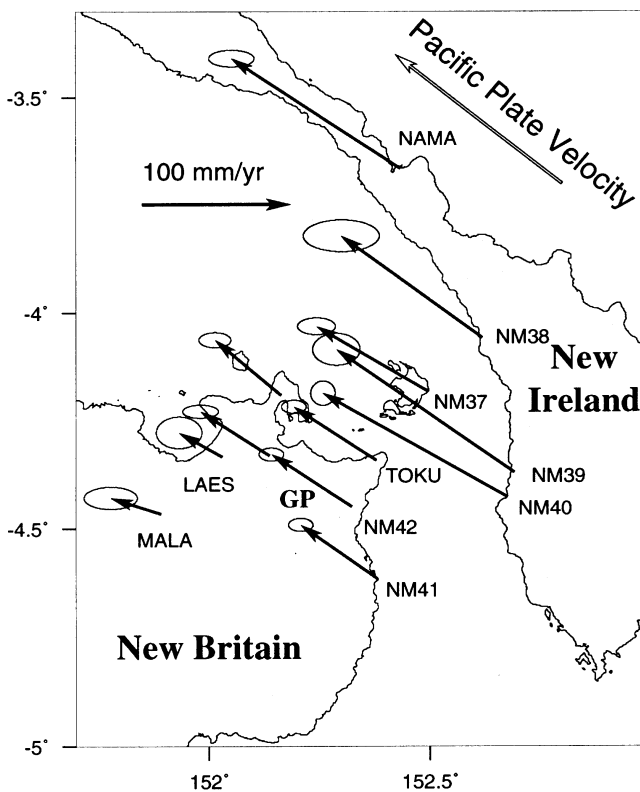 Pacific Plate Velocity
-3.5°
NAMA
100 mm/yr
-4°
NM38
New
Ireland
NM37
NM39
NM40
TOKU
LAES
GP
NM42
-4.5°
MALA
NM41
New Britain
-5°
152°
152.5°